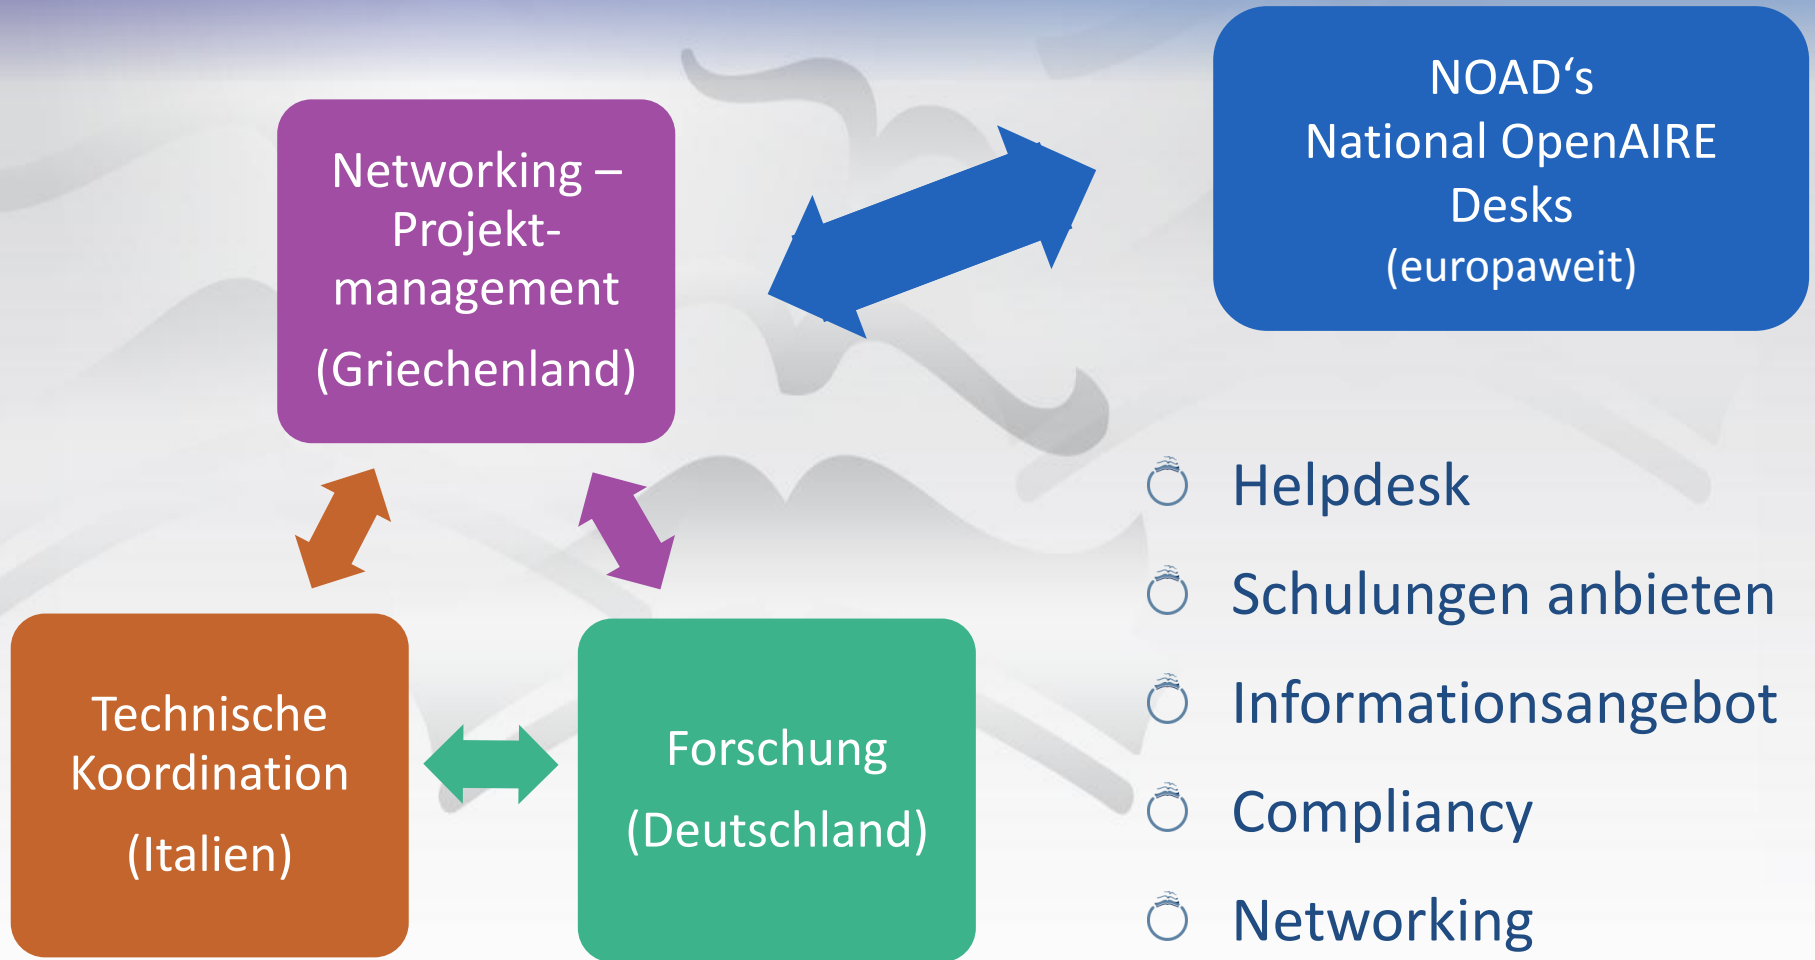 Networking –
Projekt-
management
(Griechenland)
NOAD‘s
National OpenAIRE
Desks
(europaweit)
Technische
Koordination
(Italien)
Forschung
(Deutschland)
Helpdesk
Schulungen anbieten
Informationsangebot
Compliancy
Networking